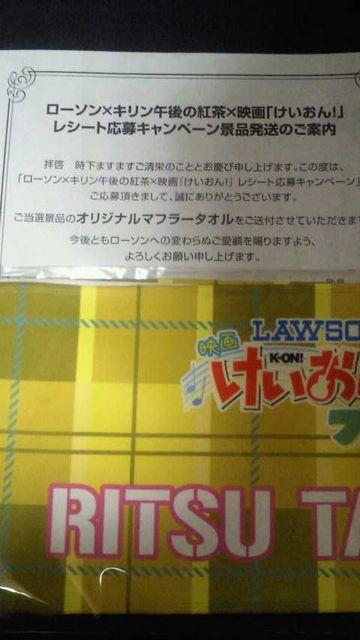 ローソン×キリン午後の紅茶×映画「けいおん!」
レシート応募キャンペーン景品発送のご案内
拝啓 時下ますますご清栄のこととお慶び申し上げます。この度は、
「ローソン×キリン午後の紅茶×映画「けいおん!」レシート応募キャンペーン」
ご応募頂きまして、誠にありがとうございます。
ご当選景品のオリジナルマフラータオルをご送付させていただきま
今後ともローソンへの変わらぬご愛顧を賜りますよう、
よろしくお願い申し上げます。
LAWSO
映画
K-ON!
けいおん
RITSU TA